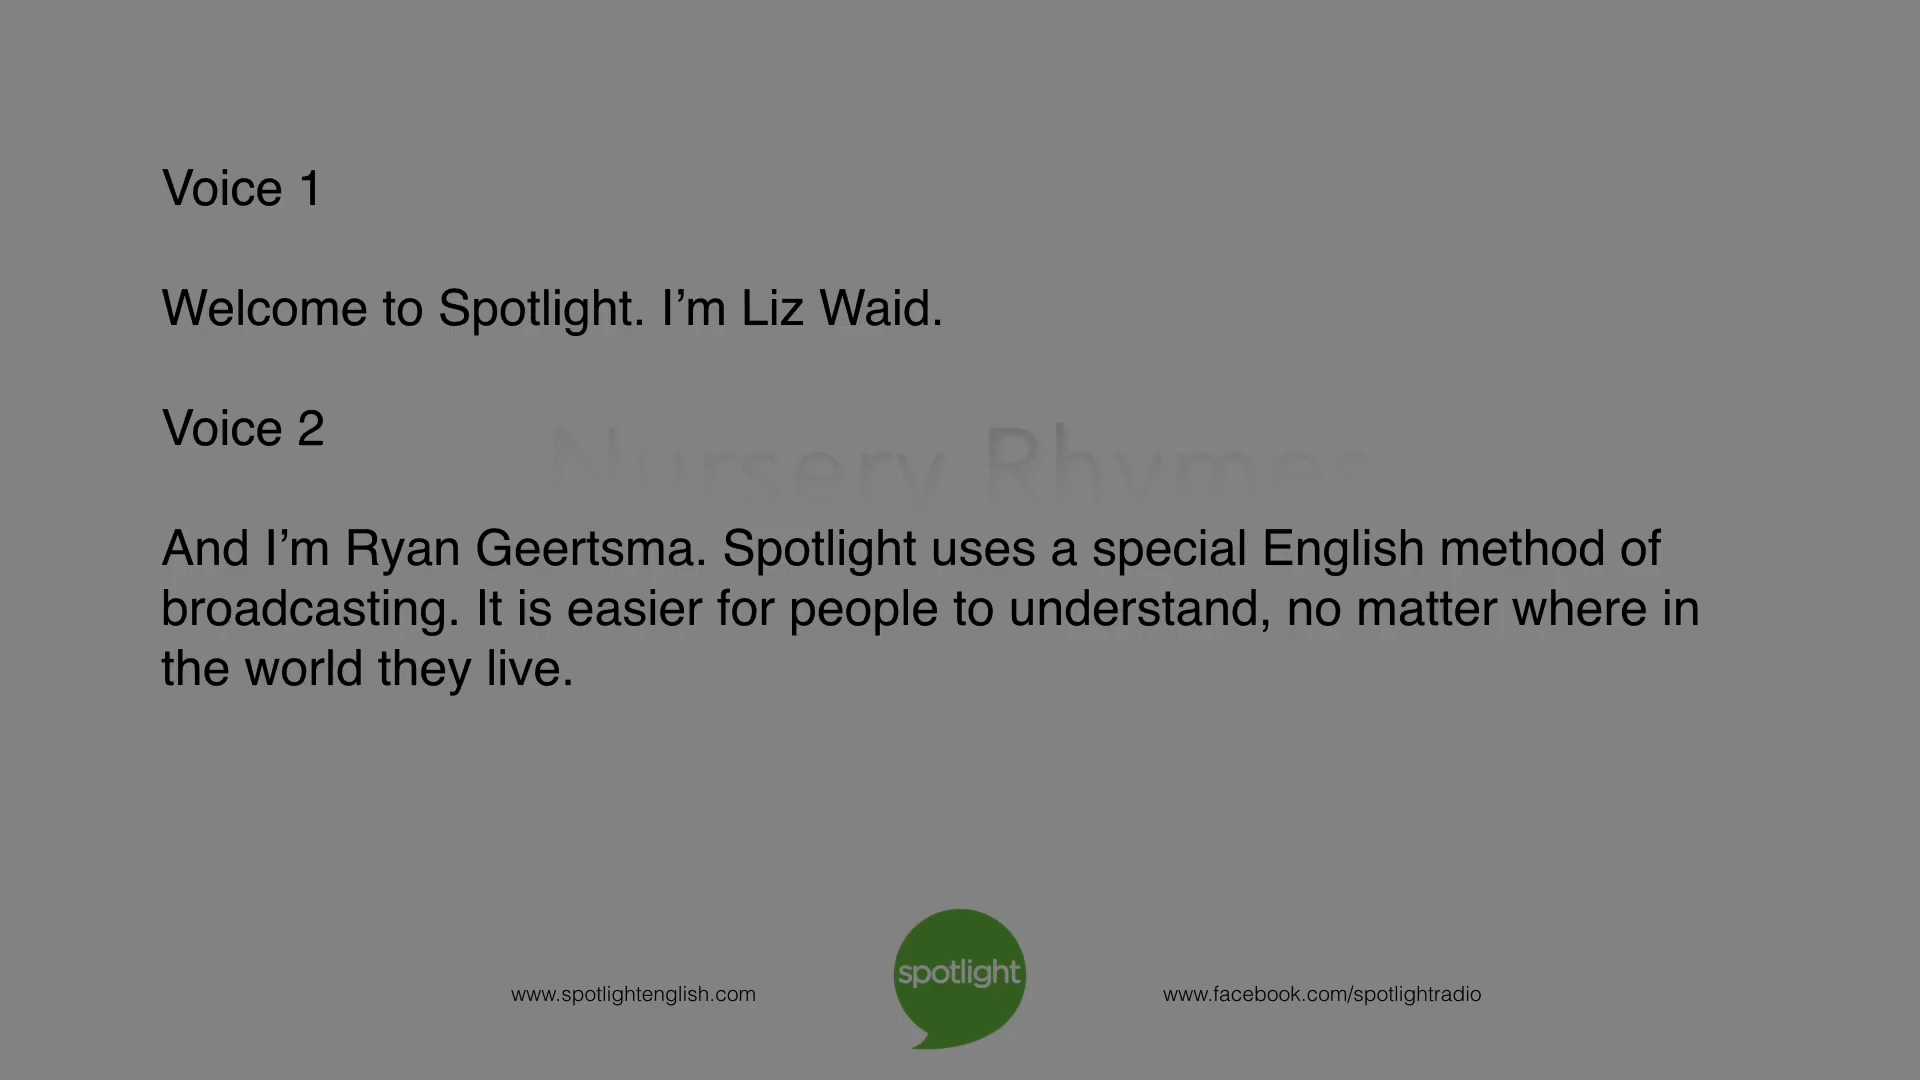 Voice 1
Welcome to Spotlight. I’m Liz Waid.
Voice 2
Nursery Rhymes
And I’m Ryan Geertsma. Spotlight uses a special English method of
broadcasting. It is easier for people to understand, no matter where in
the world they live.
www.spotlightenglish.com
spotlight
www.facebook.com/spotlightradio